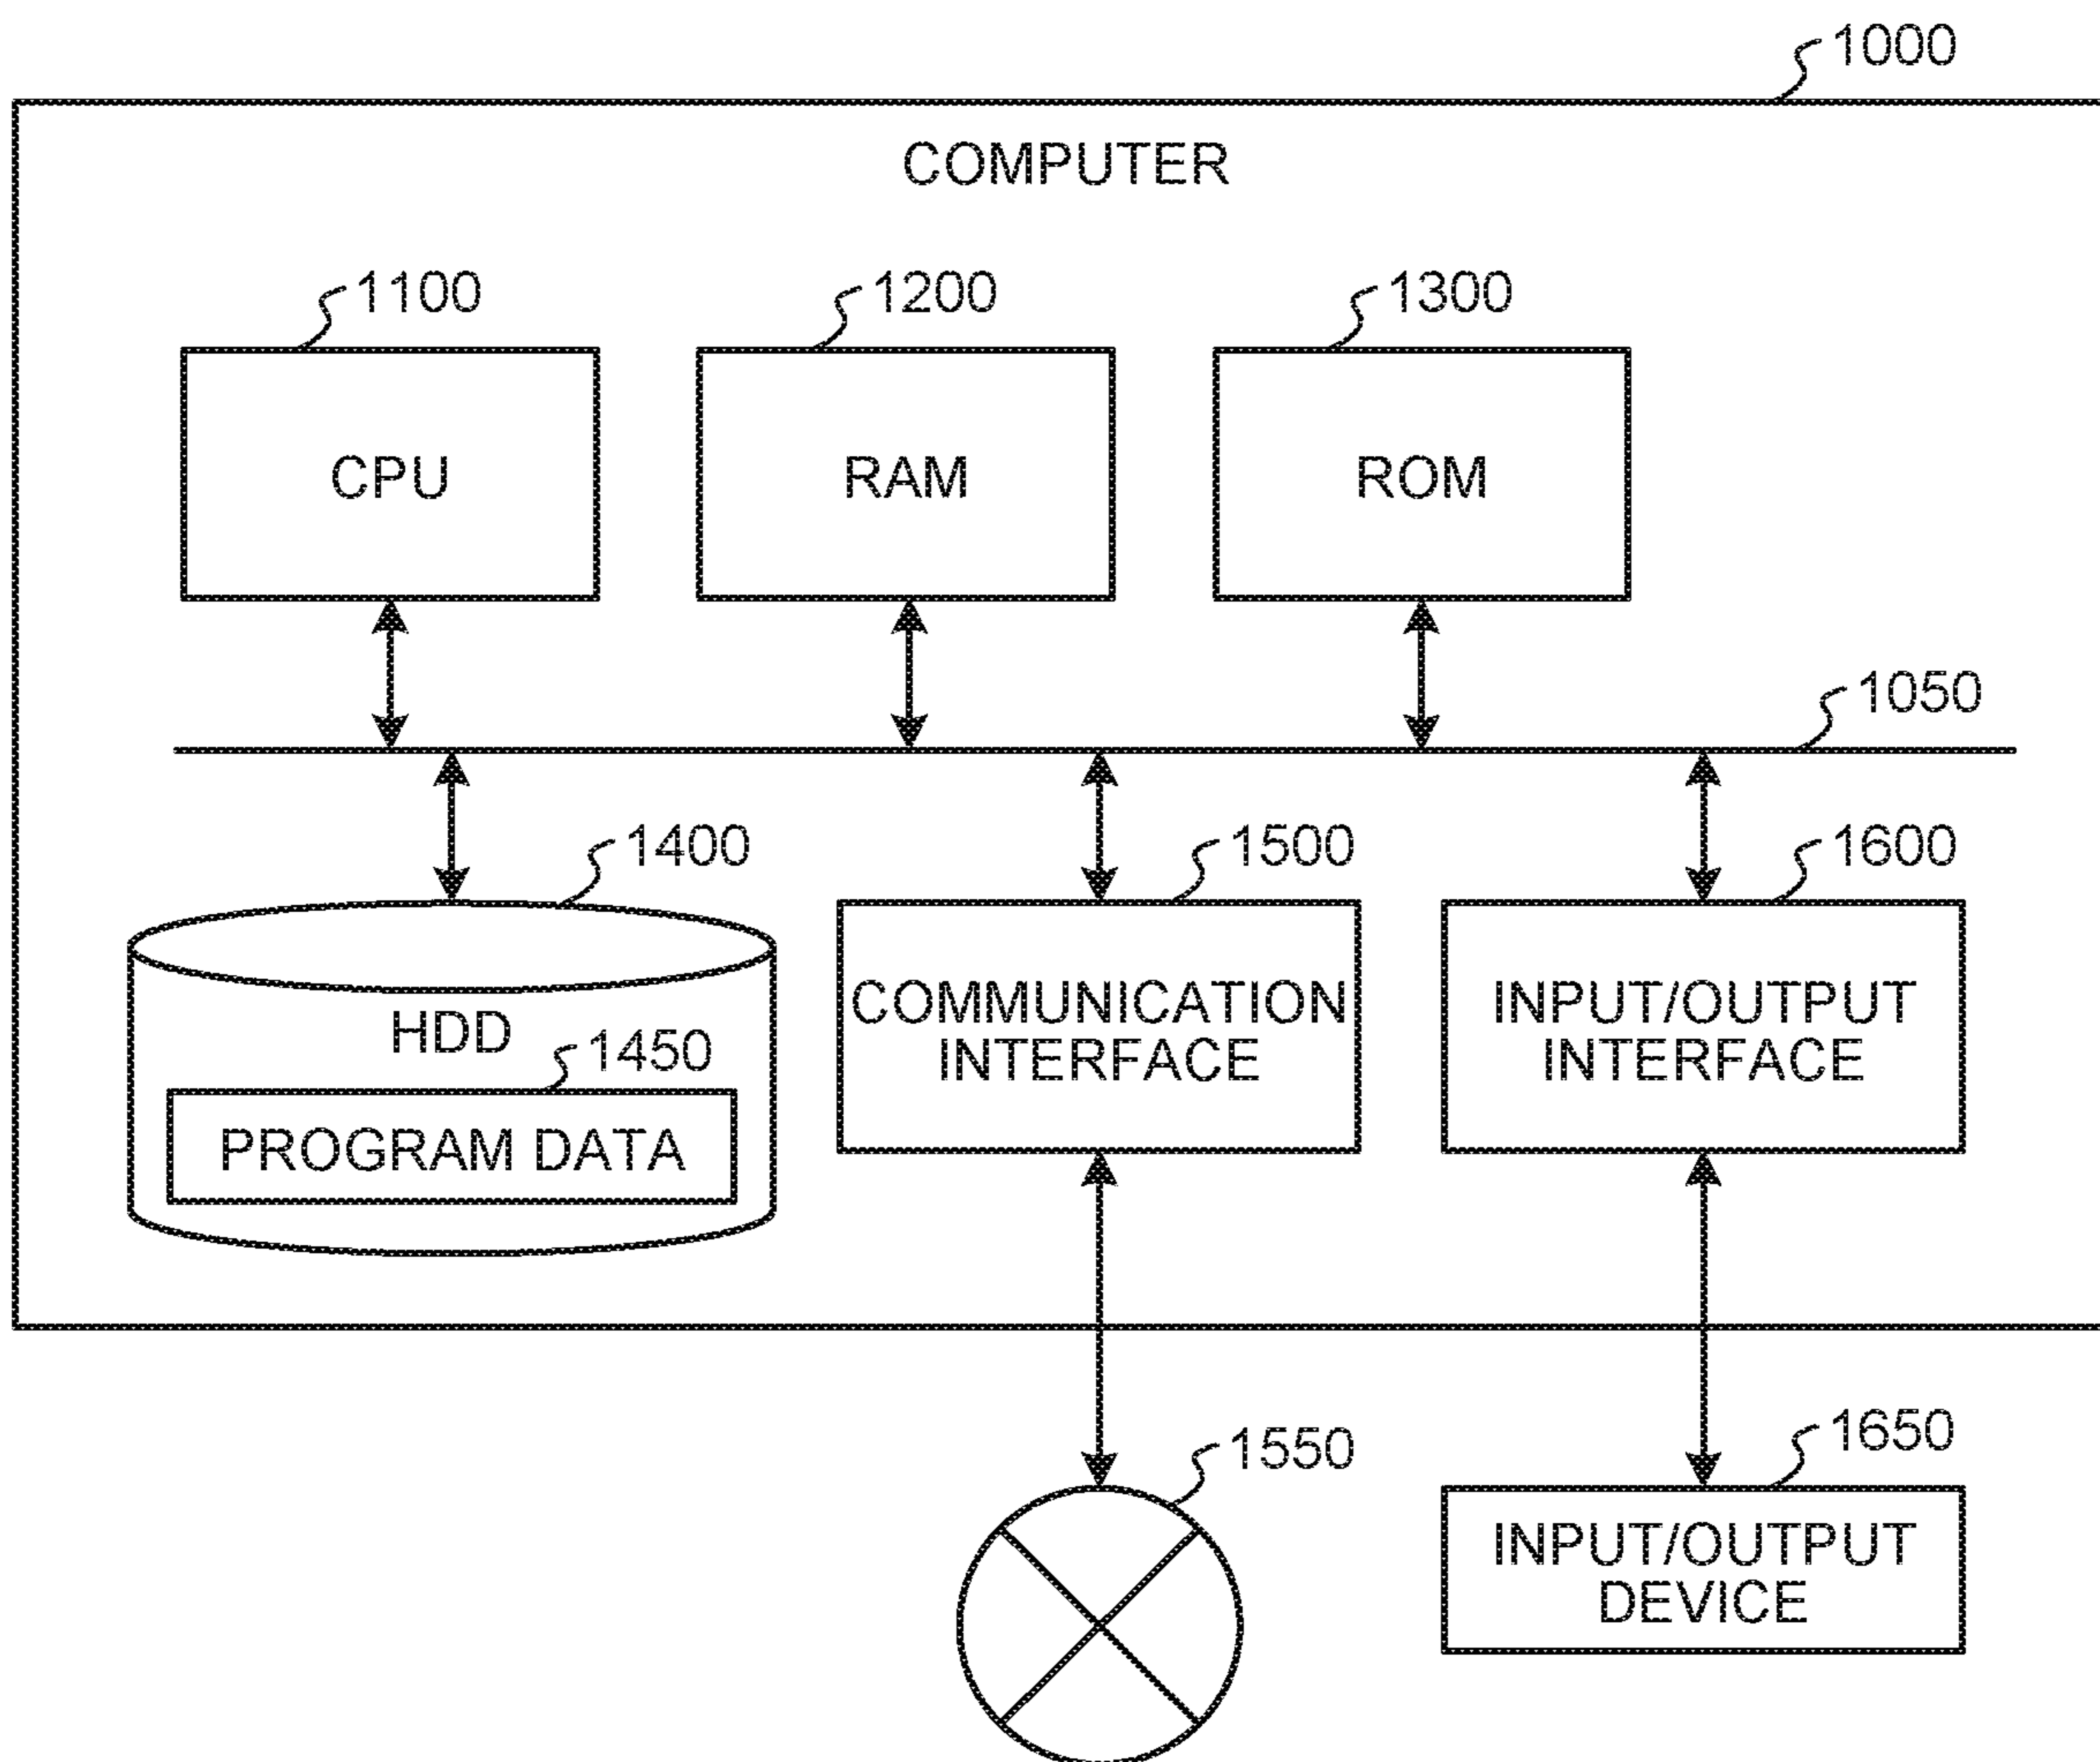 1000
COMPUTER
1100
1200
1300
CPU
RAM
ROM
1050
1400
1500
1600
HDD
1450
PROGRAM DATA
COMMUNICATION
INTERFACE
INPUT/OUTPUT
INTERFACE
1550
1650
INPUT/OUTPUT
DEVICE